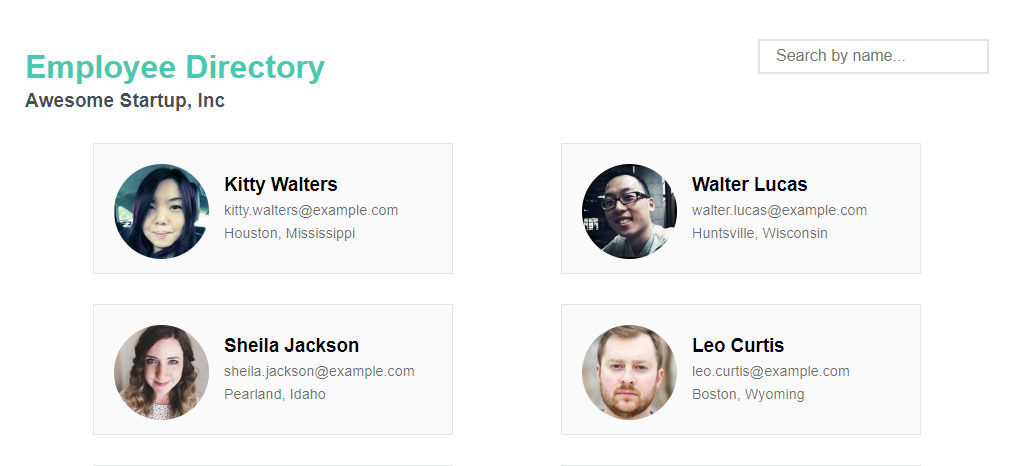 Employee Directory
Awesome Startup, Inc
Search by name...
Kitty Walters
kitty.walters@example.com
Houston, Mississippi
Walter Lucas
walter.lucas@example.com
Huntsville, Wisconsin
Sheila Jackson
sheila.jackson@example.com
Pearland, Idaho
Leo Curtis
leo.curtis@example.com
Boston, Wyoming